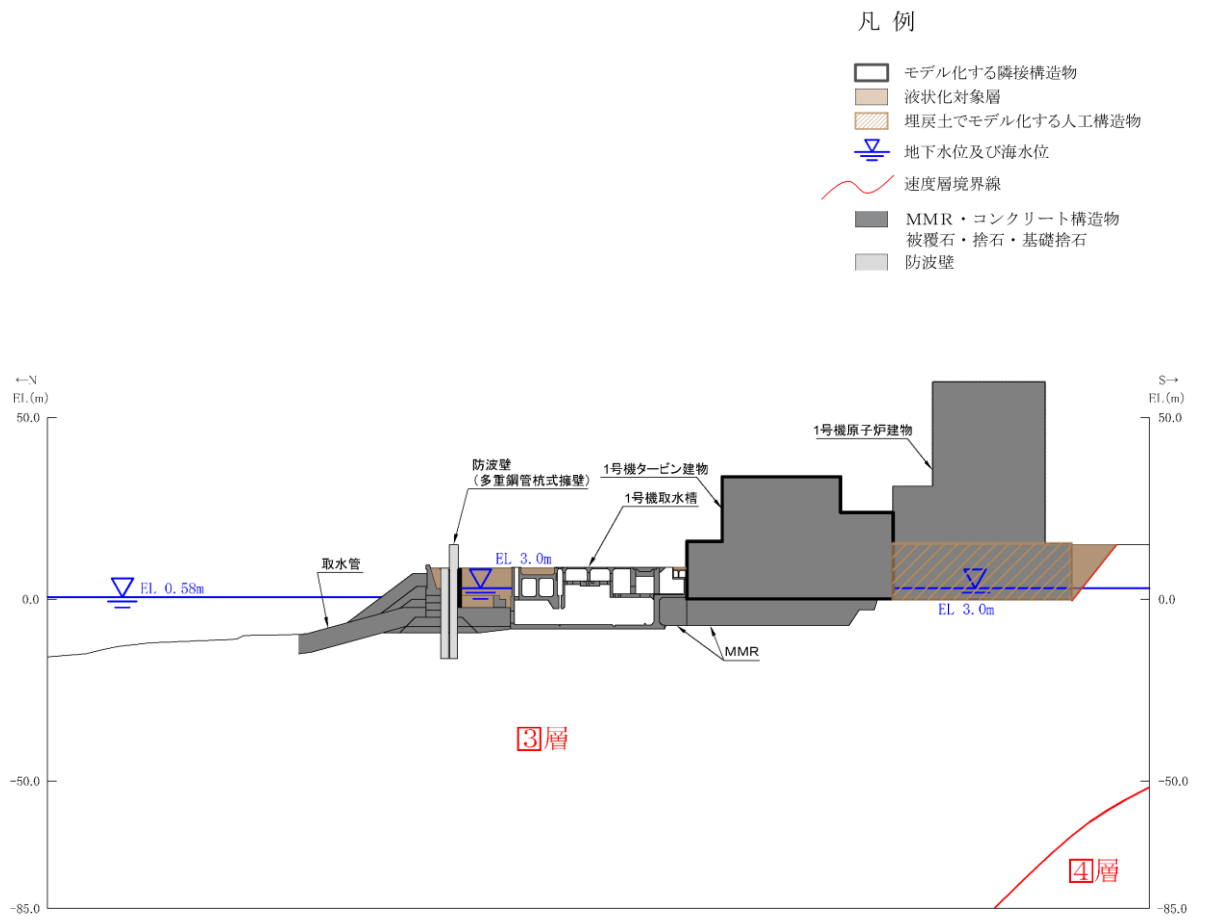 凡 例
モデル化する隣接構造物
液状化対象層
埋戻土でモデル化する人工構造物
地下水位及び海水位
速度層境界線
MMR・コンクリート構造物
被覆石・捨石・基礎捨石
防波壁
←N
EL(m)
S→
EL(m)
50.0
50.0
1号機原子炉建物
防波壁
(多重鋼管杭式擁壁)
1号機タービン建物
1号機取水槽
取水管
EL 3.0m
EL 0.58m
0.0
0.0
EL 3.0m
MMR
3層
-50.0
-50.0
4層
-85.0
-85.0